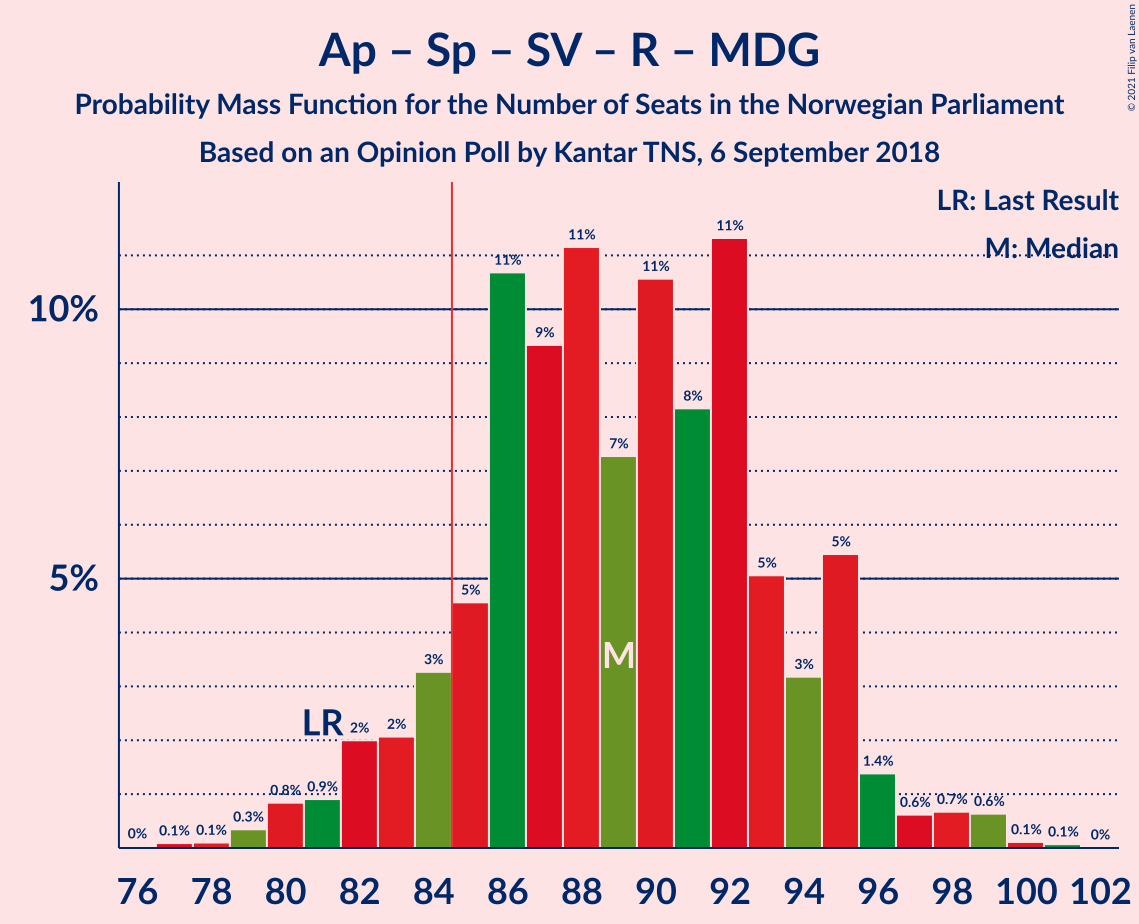 Ap – Sp – SV – R – MDG
Probability Mass Function for the Number of Seats in the Norwegian Parliament
Based on an Opinion Poll by Kantar TNS, 6 September 2018
© 2021 Filip van Laenen
LR: Last Result
M: Median
10%
5%
0% 0.1% 0.1% 0.3% 0.8% 0.9% 2% 2% 3% 5% 11% 9% 11% 7% 11% 8% 11% 5% 3% 5% 1.4% 0.6% 0.7% 0.6% 0.1% 0.1% 0%
LR
M
76 78 80 82 84 86 88 90 92 94 96 98 100 102